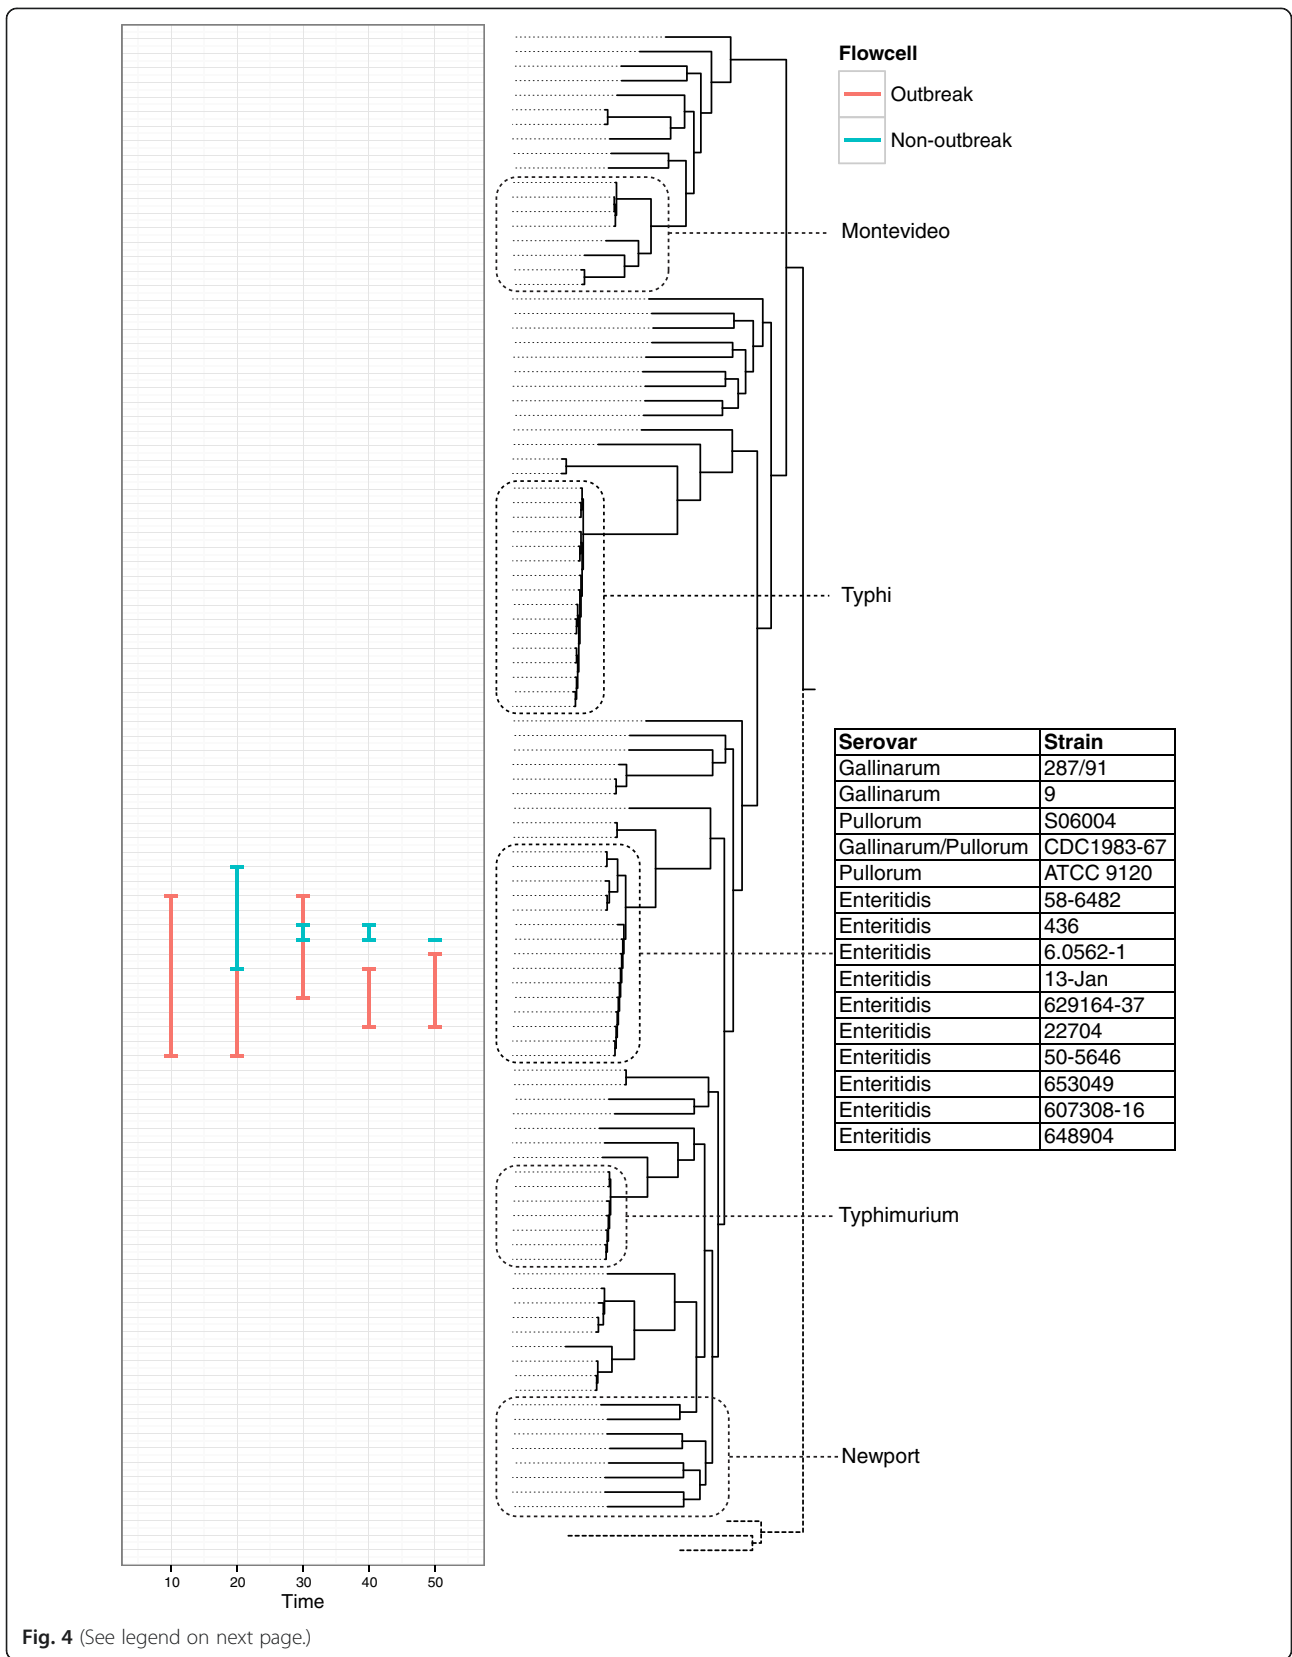 Flowcell
Outbreak
Non-outbreak
Montevideo
Typhi
Serovar Strain
Gallinarum 287/91
Gallinarum 9
Pullorum S06004
Gallinarum/Pullorum CDC1983-67
Pullorum ATCC 9120
Enteritidis 58-6482
Enteritidis 436
Enteritidis 6.0562-1
Enteritidis 13-Jan
Enteritidis 629164-37
Enteritidis 22704
Enteritidis 50-5646
Enteritidis 653049
Enteritidis 607308-16
Enteritidis 648904
Typhimurium
Newport
10 20 30 40 50
Time
Fig. 4 (See legend on next page.)